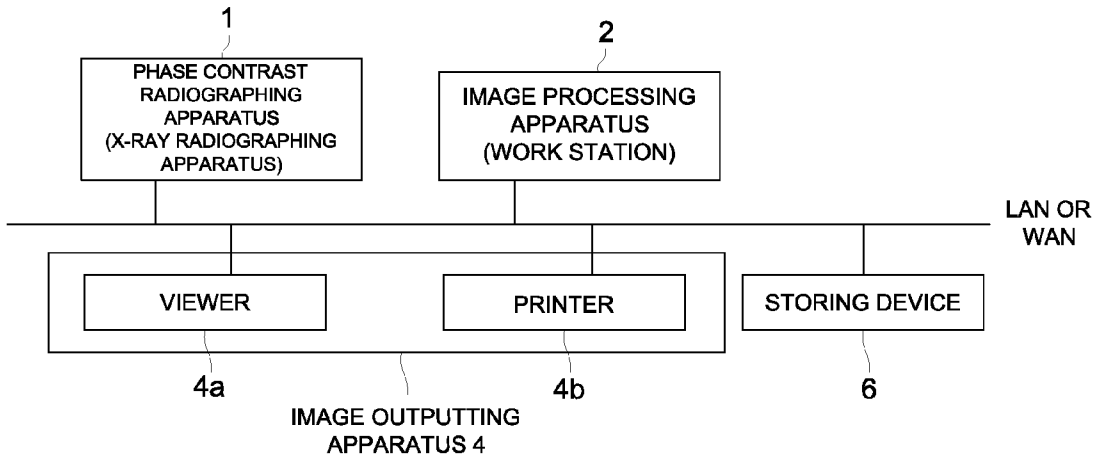 1
PHASE CONTRAST
RADIOGRAPHING
APPARATUS
(X-RAY RADIOGRAPHING
APPARATUS)
2
IMAGE PROCESSING
APPARATUS
(WORK STATION)
LAN OR
WAN
VIEWER
PRINTER
STORING DEVICE
4a
4b
6
IMAGE OUTPUTTING
APPARATUS 4